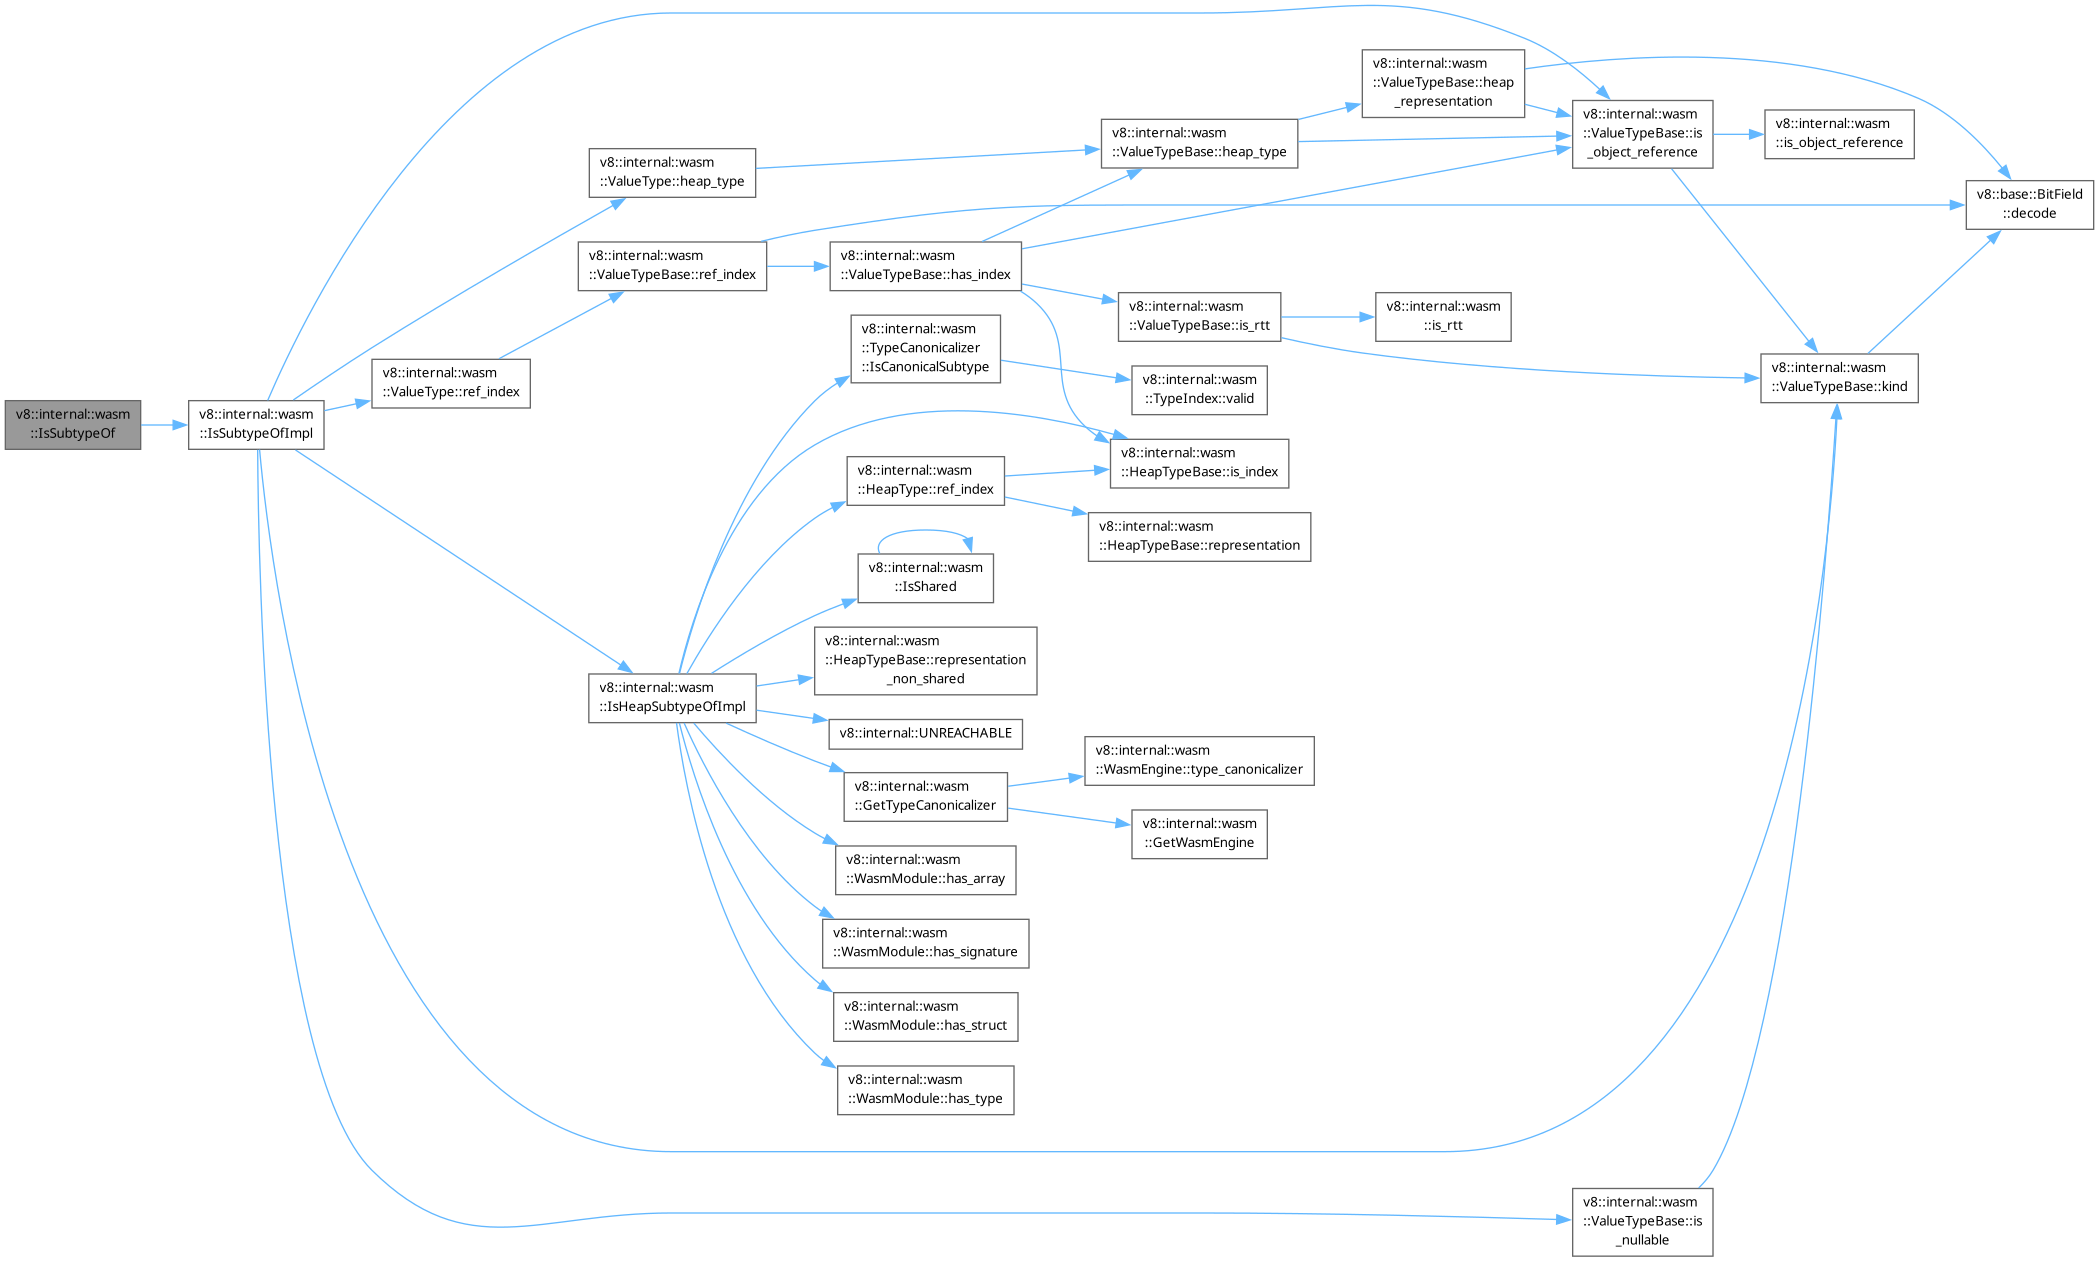 v8::internal::wasm
::IsSubtypeOf
v8::internal::wasm
::IsSubtypeOfImpl
v8::internal::wasm
::ValueType::heap_type
v8::internal::wasm
::ValueTypeBase::ref_index
v8::internal::wasm
::ValueType::ref_index
v8::internal::wasm
::IsHeapSubtypeOfImpl
v8::internal::wasm
::ValueTypeBase::has_index
v8::internal::wasm
::TypeCanonicalizer
::IsCanonicalSubtype
v8::internal::wasm
::HeapType::ref_index
v8::internal::wasm
::IsShared
v8::internal::wasm
::HeapTypeBase::representation
_non_shared
v8::internal::UNREACHABLE
v8::internal::wasm
::GetTypeCanonicalizer
v8::internal::wasm
::WasmModule::has_array
v8::internal::wasm
::WasmModule::has_signature
v8::internal::wasm
::WasmModule::has_struct
v8::internal::wasm
::WasmModule::has_type
v8::internal::wasm
::ValueTypeBase::heap_type
v8::internal::wasm
::ValueTypeBase::is_rtt
v8::internal::wasm
::TypeIndex::valid
v8::internal::wasm
::HeapTypeBase::is_index
v8::internal::wasm
::HeapTypeBase::representation
v8::internal::wasm
::WasmEngine::type_canonicalizer
v8::internal::wasm
::GetWasmEngine
v8::internal::wasm
::ValueTypeBase::heap
_representation
v8::internal::wasm
::is_rtt
v8::internal::wasm
::ValueTypeBase::is
_object_reference
v8::internal::wasm
::is_object_reference
v8::base::BitField
::decode
v8::internal::wasm
::ValueTypeBase::kind
v8::internal::wasm
::ValueTypeBase::is
_nullable